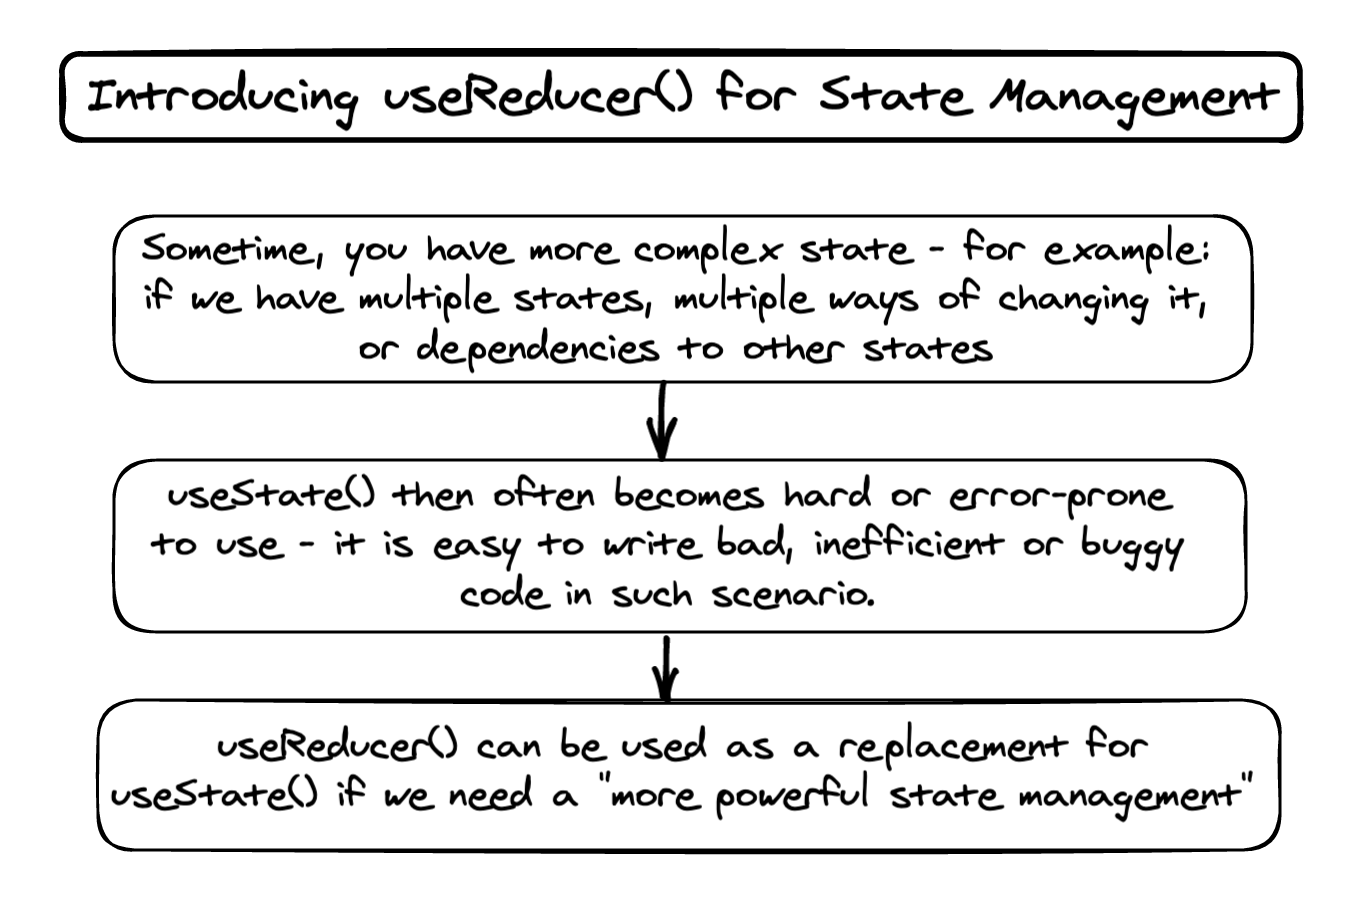 Introducing useReducer() for State Management
Sometime, you have more complex state - for example:
if we have multiple states, multiple ways of changing it,
or dependencies to other states
useState() then often becomes hard or error-prone
to use - it is easy to write bad, inefficient or buggy
code in such scenario.
useReducer() can be used as a replacement for
useState() if we need a "more powerful state management"